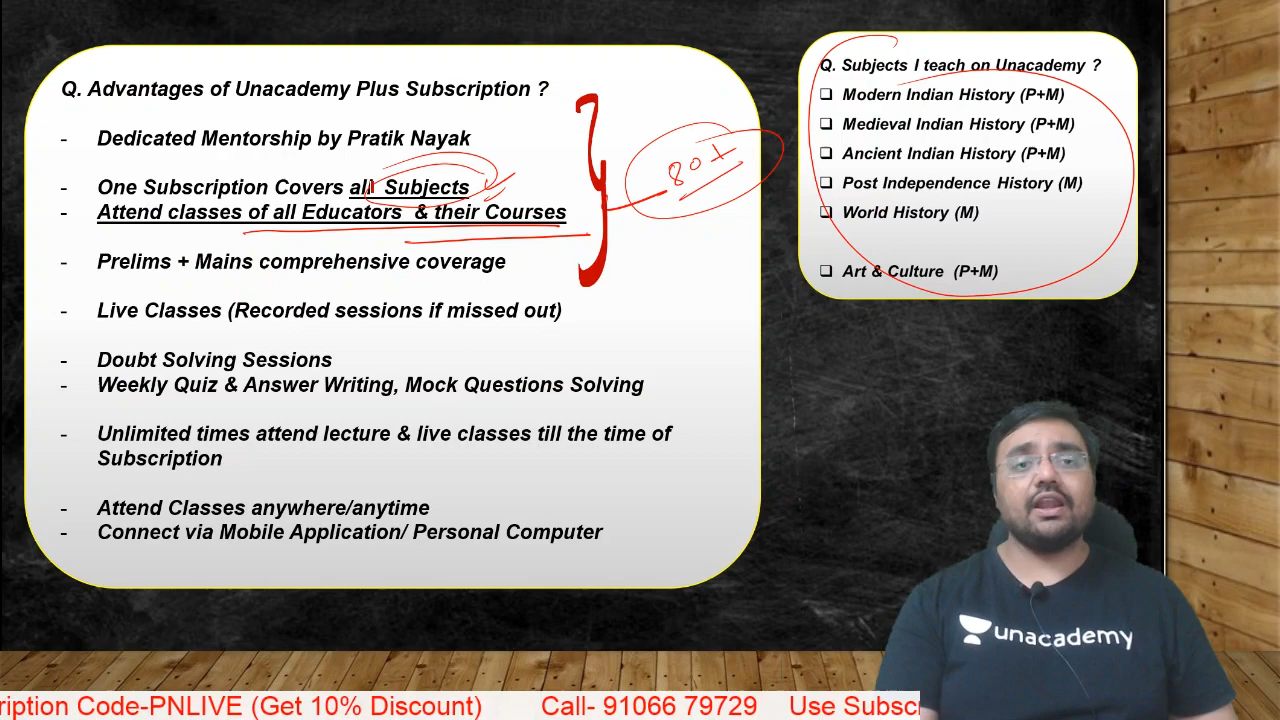 Q. Advantages of Unacademy Plus Subscription ?
- Dedicated Mentorship by Pratik Nayak
- One Subscription Covers all Subjects
- Attend classes of all Educators & their Courses
- Prelims + Mains comprehensive coverage
- Live Classes (Recorded sessions if missed out)
- Doubt Solving Sessions
- Weekly Quiz & Answer Writing, Mock Questions Solving
- Unlimited times attend lecture & live classes till the time of
Subscription
- Attend Classes anywhere/anytime
- Connect via Mobile Application/ Personal Computer
80+
Q. Subjects I teach on Unacademy ?
❑ Modern Indian History (P+M)
❑ Medieval Indian History (P+M)
❑ Ancient Indian History (P+M)
❑ Post Independence History (M)
❑ World History (M)
❑ Art & Culture (P+M)
unacademy
ription Code-PNLIVE (Get 10% Discount) Call- 91066 79729 Use Subscr